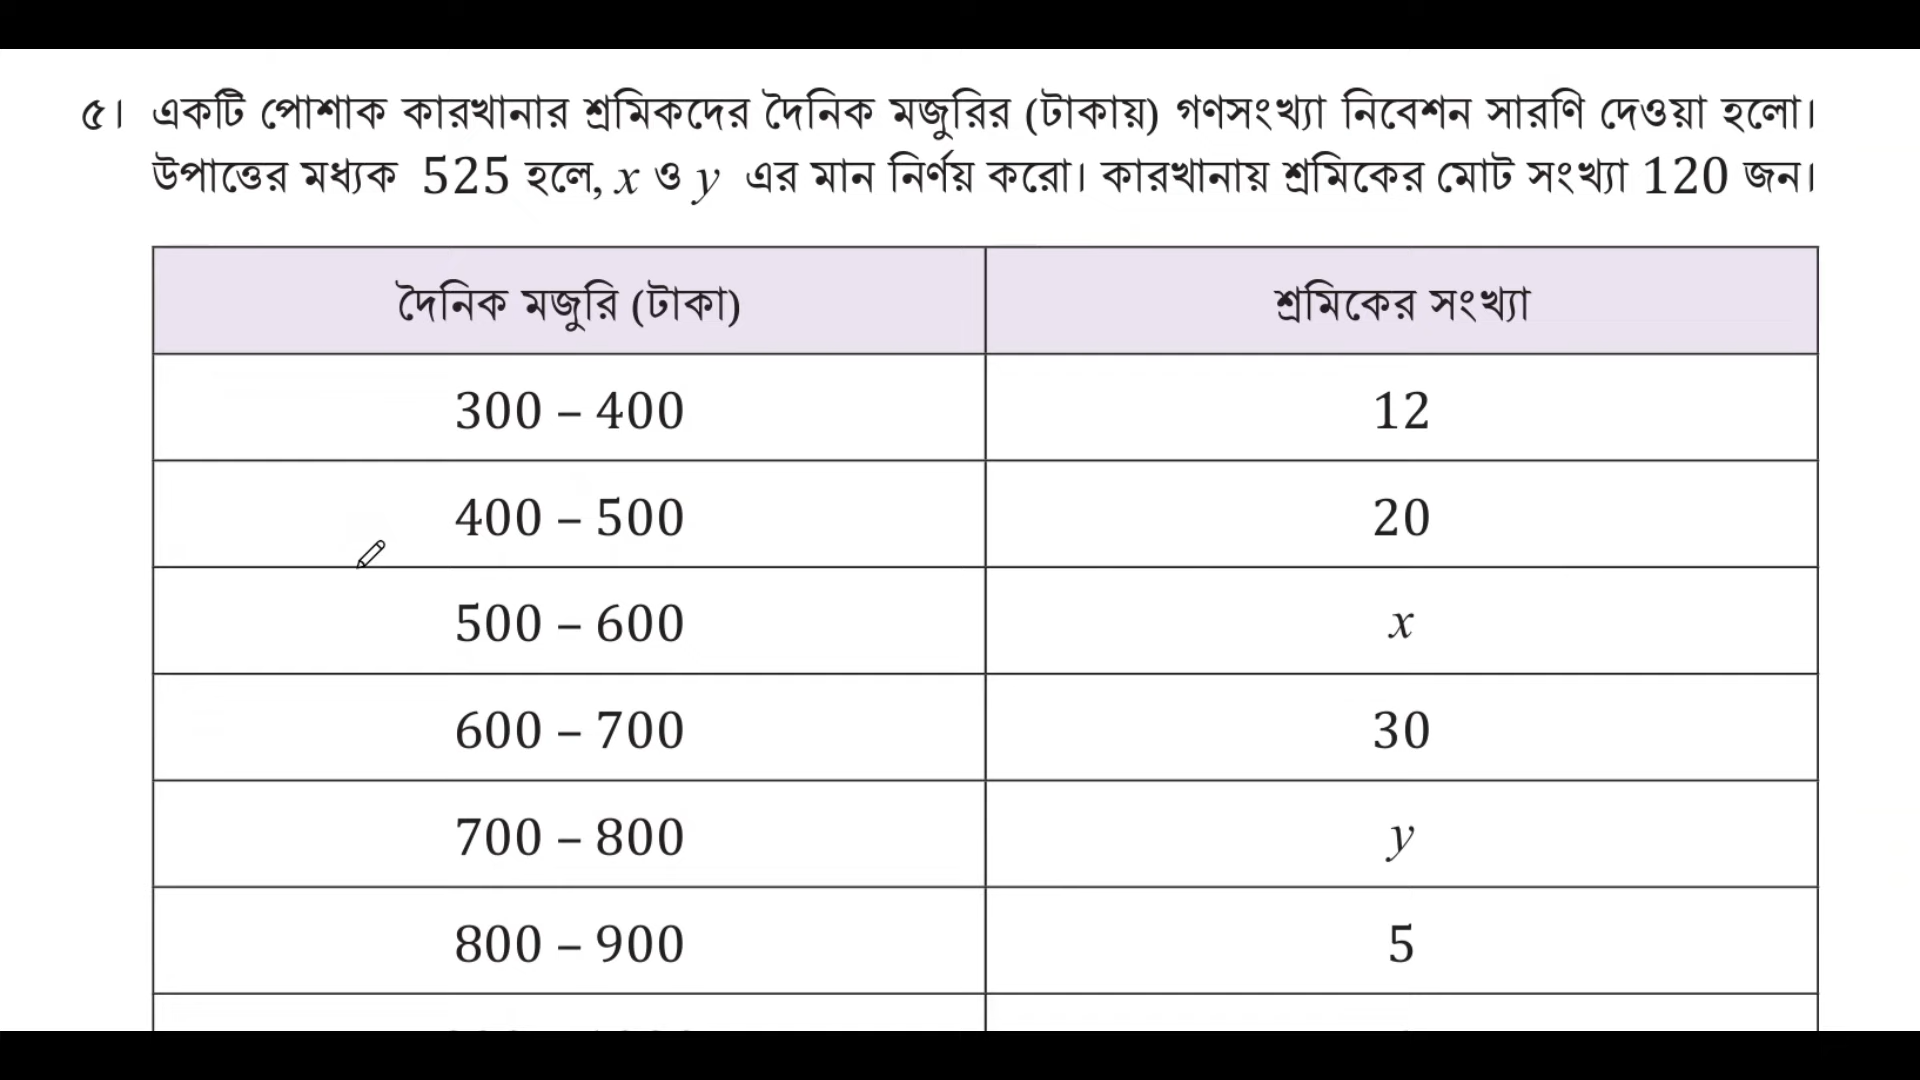 ৫। একটি পোশাক কারখানার শ্রমিকদের দৈনিক মজুরির (টাকায়) গণসংখ্যা নিবেশন সারণি দেওয়া হলো।
উপাত্তের মধ্যক 525 হলে, x ও y এর মান নির্ণয় করো। কারখানায় শ্রমিকের মোট সংখ্যা 120 জন।
দৈনিক মজুরি (টাকা) শ্রমিকের সংখ্যা
300 – 400 12
400 – 500 20
500 – 600 x
600 – 700 30
700 – 800 y
800 – 900 5